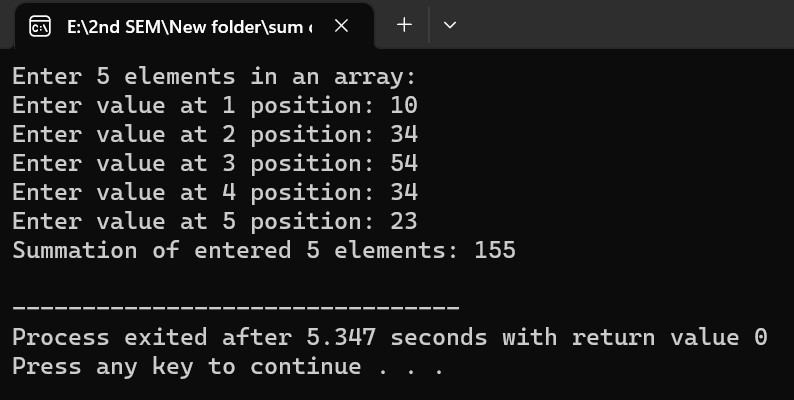 E:\2nd SEM\New folder\sum
Enter 5 elements in an array:
Enter value at 1 position: 10
Enter value at 2 position: 34
Enter value at 3 position: 54
Enter value at 4 position: 34
Enter value at 5 position: 23
Summation of entered 5 elements: 155
--------------------------------
Process exited after 5.347 seconds with return value 0
Press any key to continue . . .